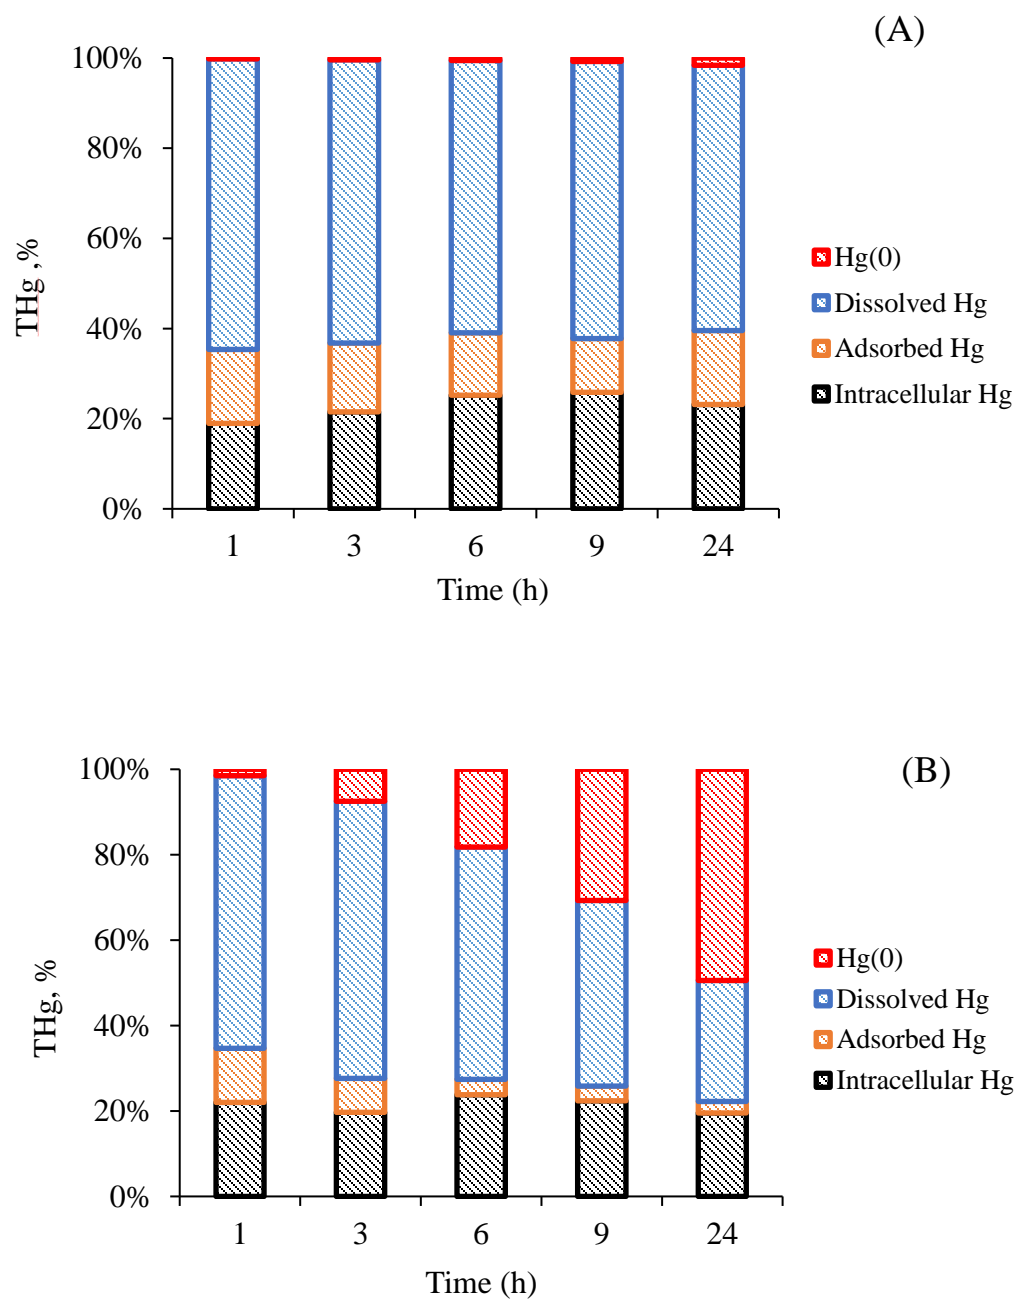 (A)
100%
80%
60%
40%
20%
0%
THg ,%
1 3 6 9 24
Time (h)
Hg(0)
Dissolved Hg
Adsorbed Hg
Intracellular Hg
(B)
100%
80%
60%
40%
20%
0%
THg, %
1 3 6 9 24
Time (h)
Hg(0)
Dissolved Hg
Adsorbed Hg
Intracellular Hg